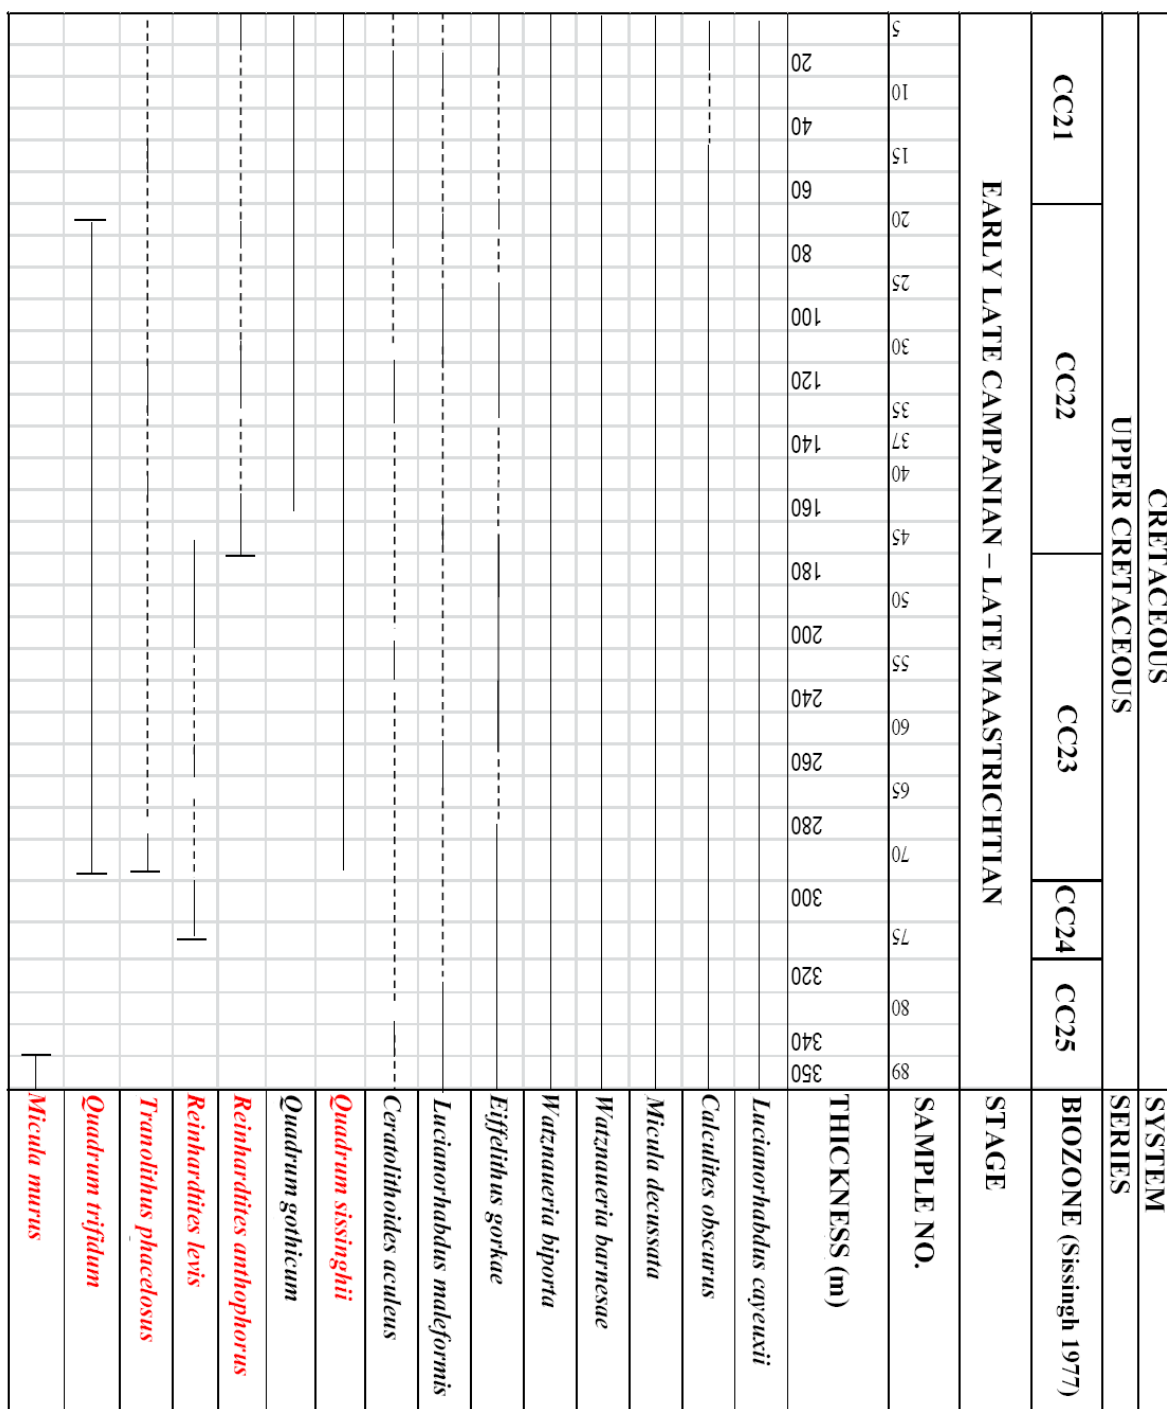 SYSTEM
CRETACEOUS
SERIES
UPPER CRETACEOUS
BIOZONE (Sissingh 1977)
CC21
CC22
CC23
CC24
CC25
STAGE
EARLY LATE CAMPANIAN – LATE MAASTRICHTIAN
SAMPLE NO.
5
10
15
20
25
30
35
37
40
45
50
55
60
65
70
75
80
89
THICKNESS (m)
20
40
60
80
100
120
140
160
180
200
240
260
280
300
320
340
350
Lucianorhabdus cayeuxii
Calculites obscurus
Micula decussata
Watznaueria barnesae
Watznaueria biporta
Eiffelithus gorkae
Lucianorhabdus maleformis
Ceratolithoides aculeus
Quadrum sissinghii
Quadrum gothicum
Reinhardtites anthophorus
Reinhardtites levis
Tranolithus phacelosus
Quadrum trifidum
Micula murus